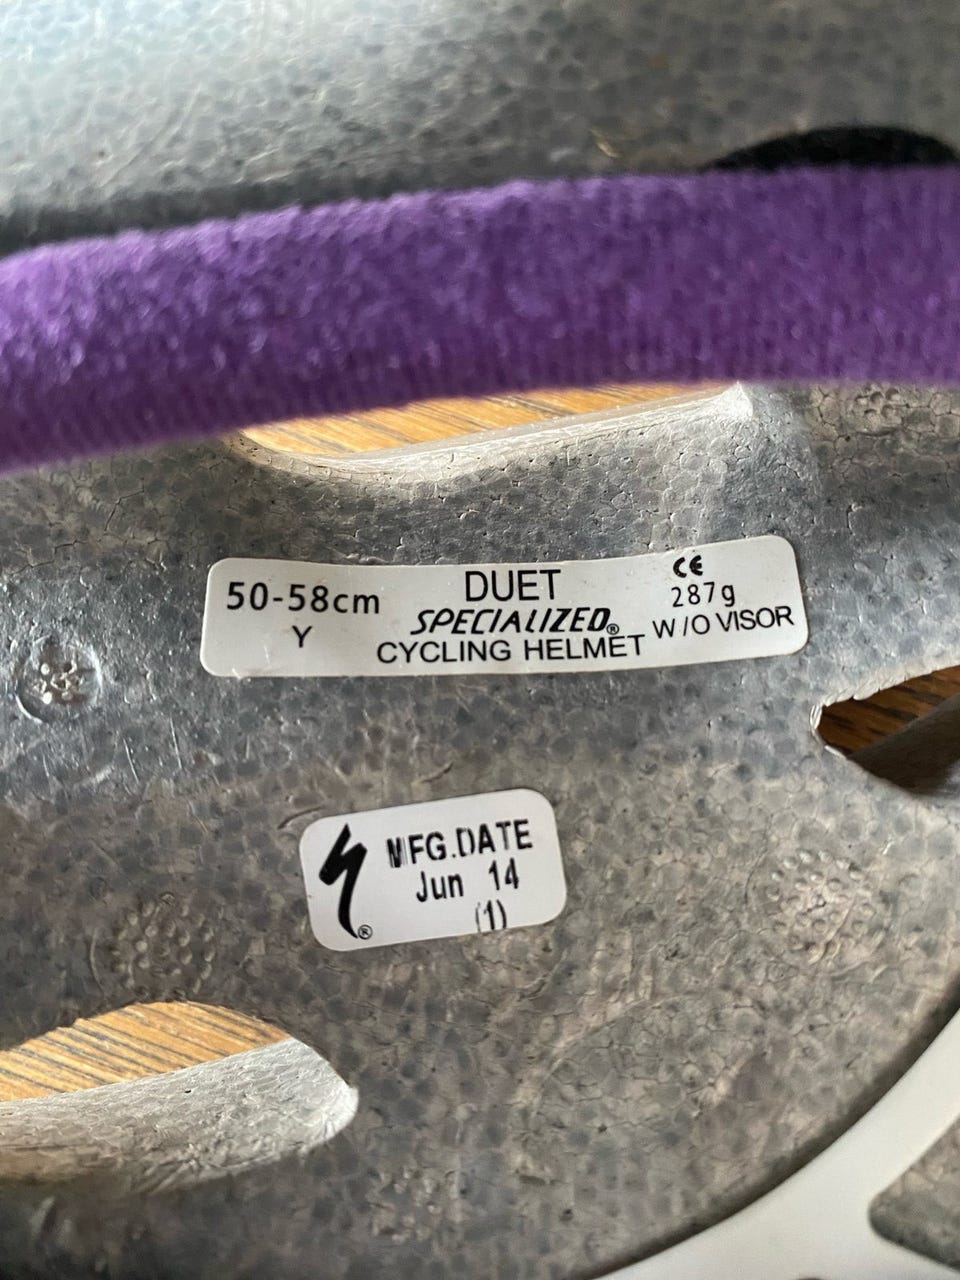 50-58cm
Y
DUET
SPECIALIZED®
CYCLING HELMET
CE
287g
W/O VISOR
MFG.DATE
Jun 14
(1)
®